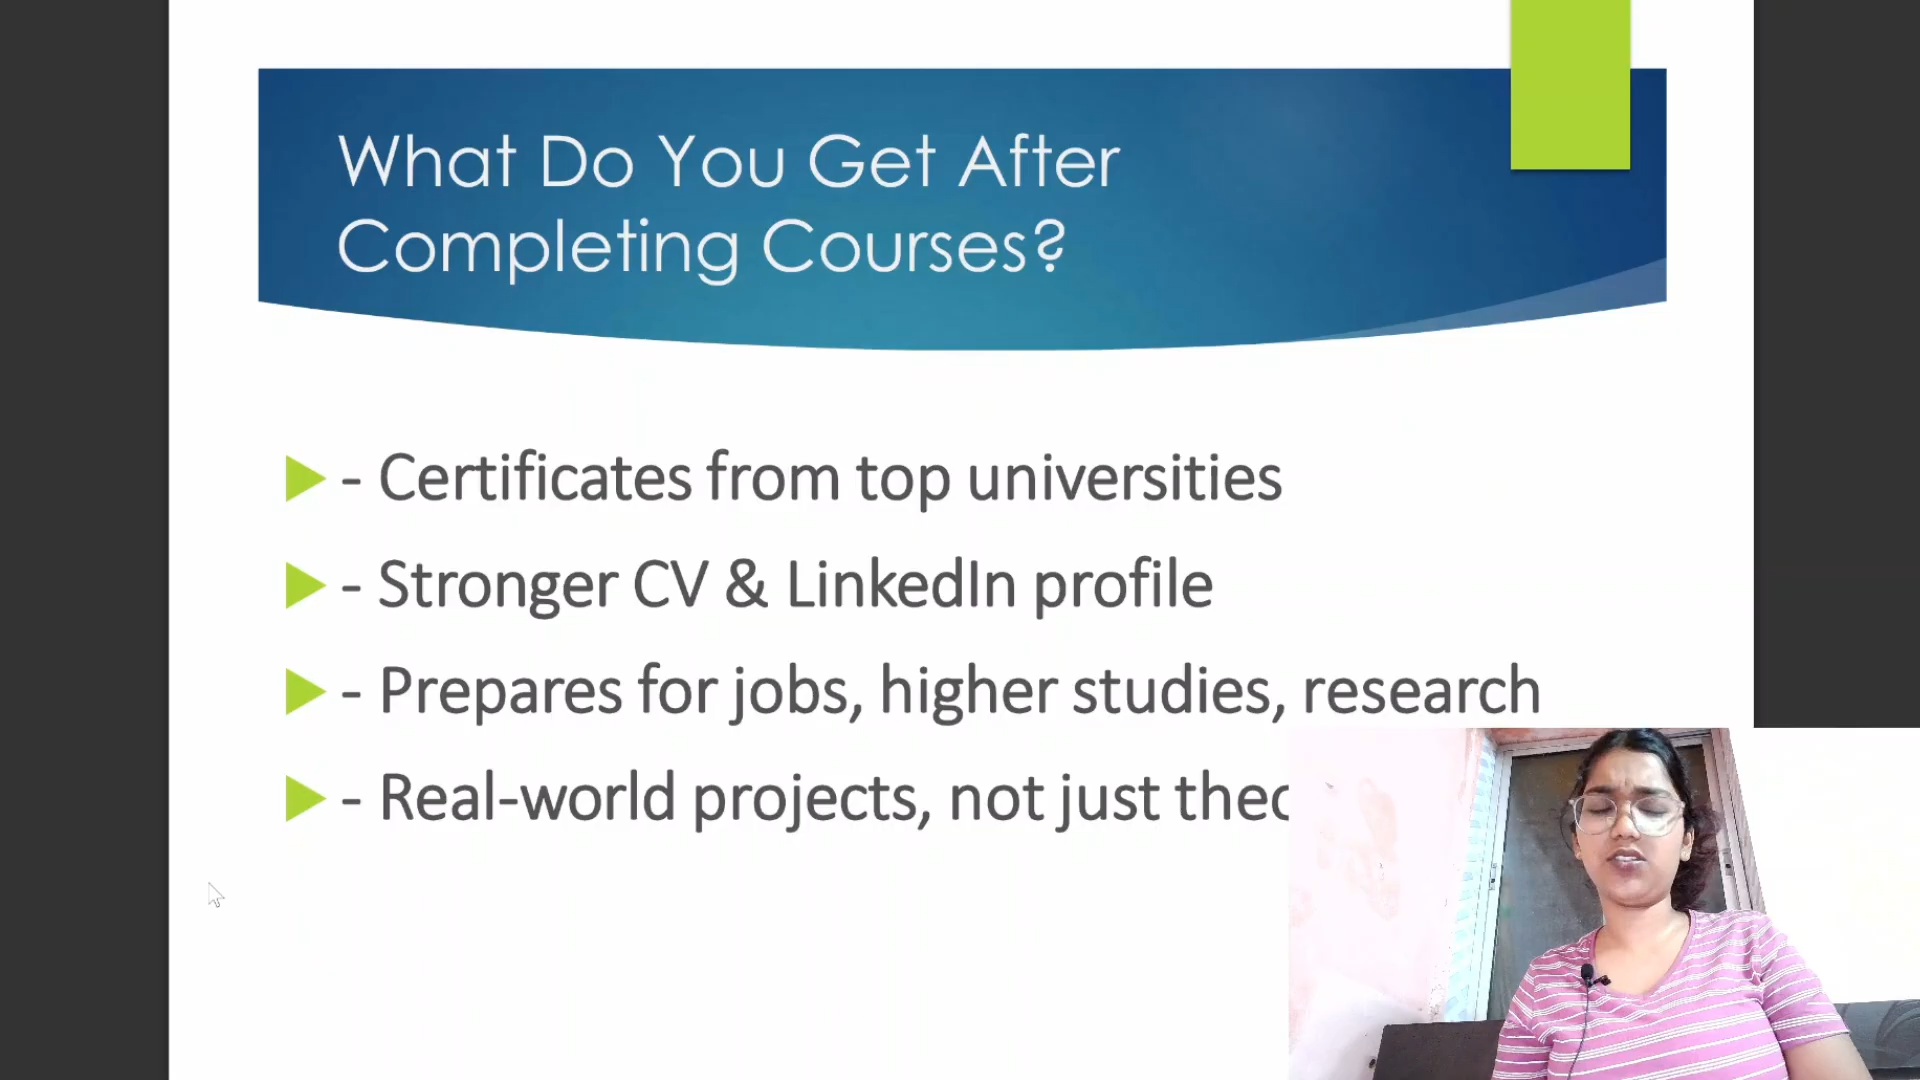 What Do You Get After
Completing Courses?
- Certificates from top universities
- Stronger CV & LinkedIn profile
- Prepares for jobs, higher studies, research
- Real-world projects, not just